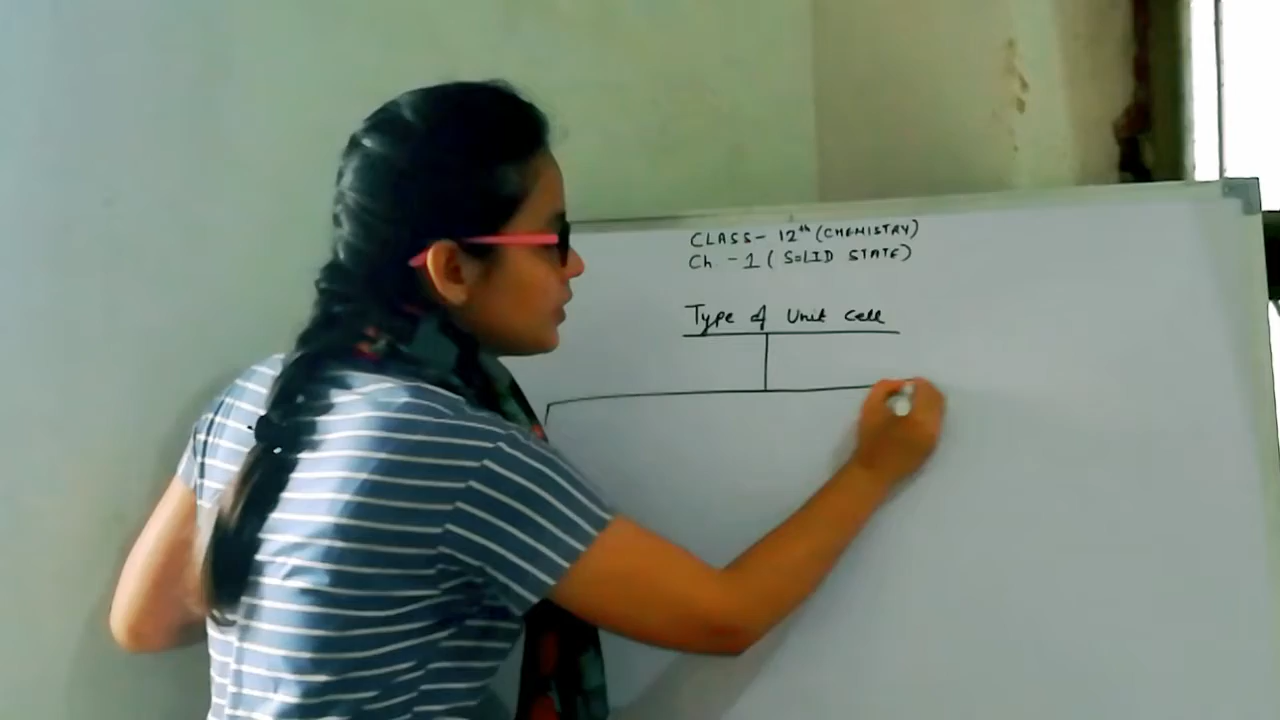 CLASS- 12th (CHEMISTRY)
Ch -1 ( SOLID STATE)
Type of Unit cell